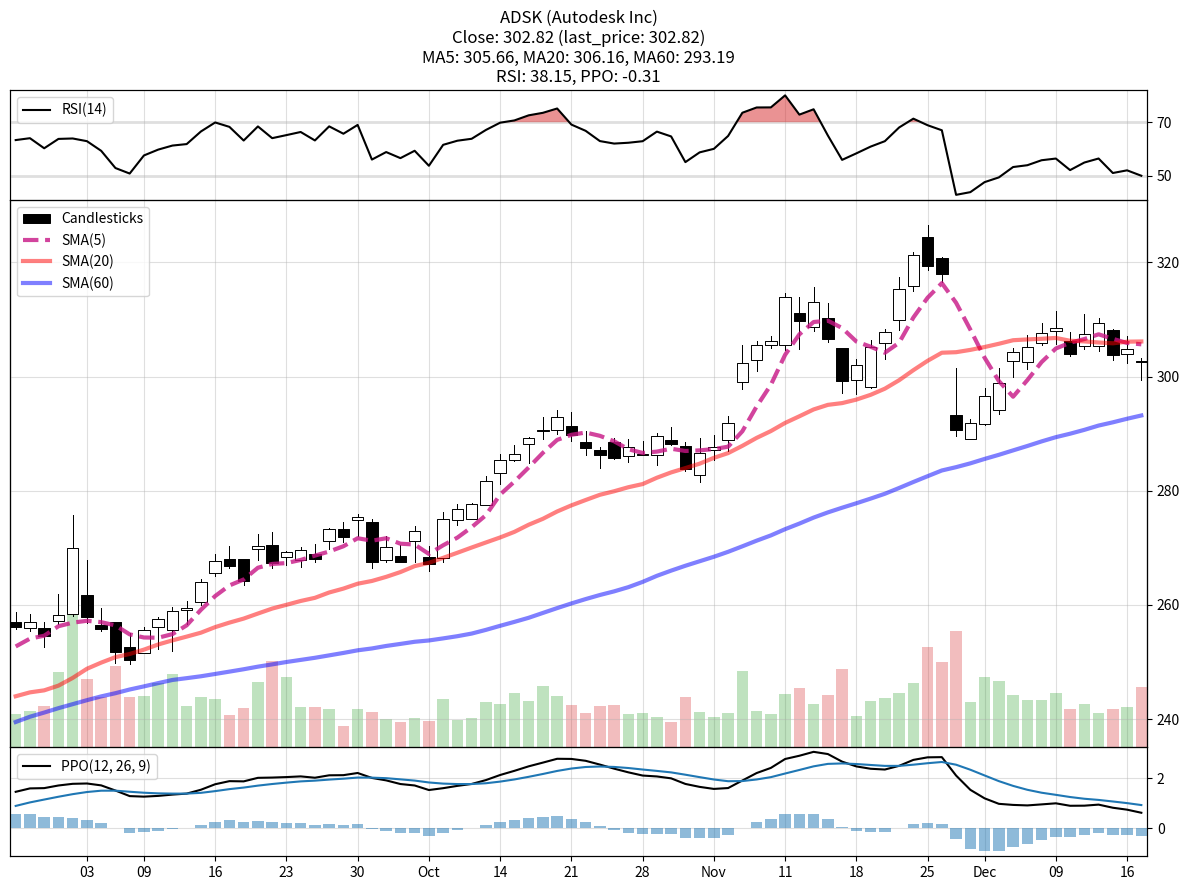 ADSK (Autodesk Inc)
Close: 302.82 (last_price: 302.82)
MA5: 305.66, MA20: 306.16, MA60: 293.19
RSI: 38.15, PPO: -0.31
RSI(14)
70
50
Candlesticks
SMA(5)
SMA(20)
SMA(60)
320
300
280
260
240
PPO(12, 26, 9)
2
0
03 09 16 23 30 Oct 14 21 28 Nov 11 18 25 Dec 09 16